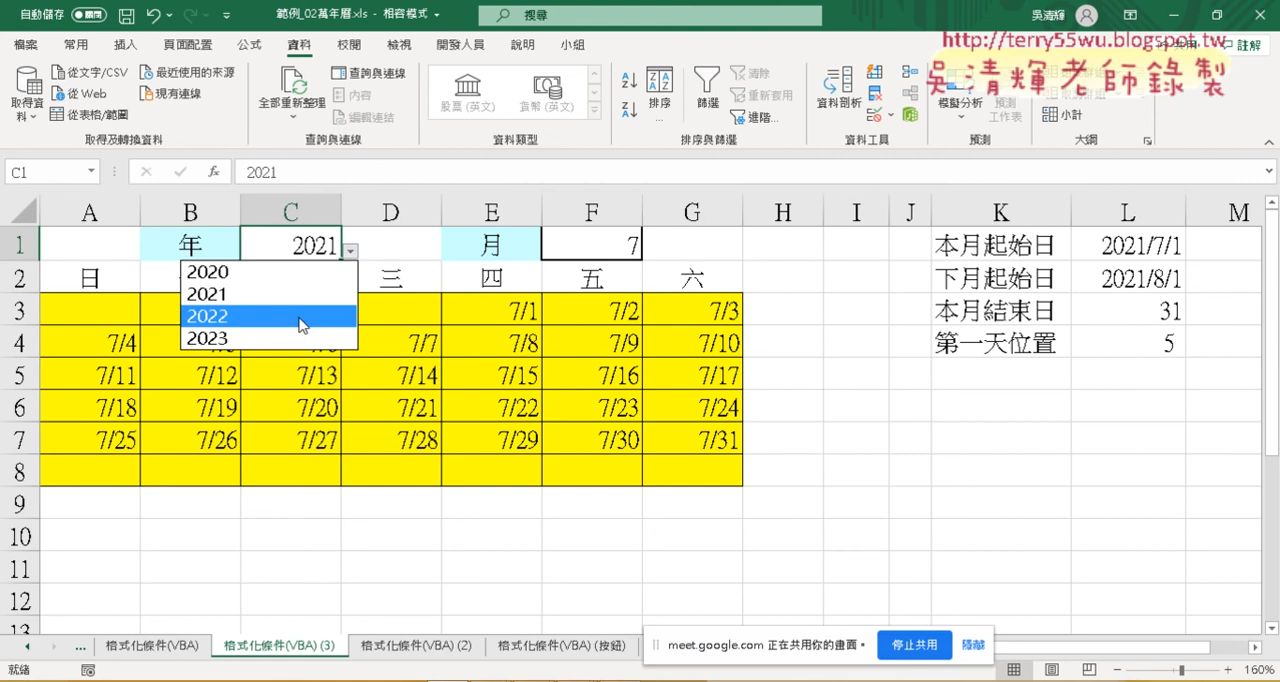 自動儲存 範例_02萬年曆.xls - 相容模式 搜尋 吳清輝
檔案 常用 插入 頁面配置 公式 資料 校閱 檢視 開發人員 說明 小組 共用 註解
http://terry55wu.blogspot.tw
吳清輝老師錄製
取得資料 從文字/CSV 從 Web 從表格/範圍 最近使用的來源 現有連線
全部重新整理 查詢與連線 內容 編輯連結
股票 (英文) 貨幣 (英文)
排序... 篩選 清除 重新套用 進階...
資料剖析 模擬分析 預測工作表 小計
取得及轉換資料 查詢與連線 資料類型 排序與篩選 資料工具 預測 大綱
C1 fx 2021
A B C D E F G H I J K L M
1 年 2021 月 7 本月起始日 2021/7/1
2 日 三 四 五 六 下月起始日 2021/8/1
2020
2021
2022
2023
3 7/1 7/2 7/3 本月結束日 31
4 7/4 7/7 7/8 7/9 7/10 第一天位置 5
5 7/11 7/12 7/13 7/14 7/15 7/16 7/17
6 7/18 7/19 7/20 7/21 7/22 7/23 7/24
7 7/25 7/26 7/27 7/28 7/29 7/30 7/31
8
9
10
11
12
13
... 格式化條件(VBA) 格式化條件(VBA) (3) 格式化條件(VBA) (2) 格式化條件(VBA) (按鈕)
meet.google.com 正在共用你的畫面。 停止共用 隱藏
就緒 160%